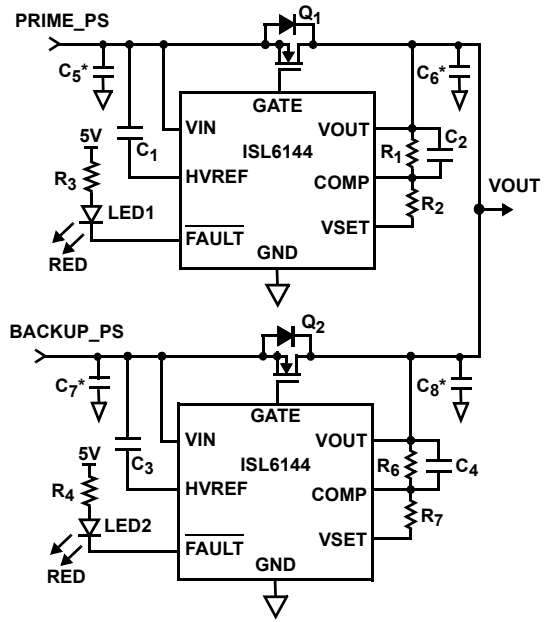 PRIME_PS
Q1
C5*
C6*
GATE
VIN
VOUT
5V
C1
ISL6144
R1
C2
R3
HVREF
COMP
VOUT
LED1
R2
FAULT
VSET
RED
GND
BACKUP_PS
Q2
C7*
C8*
GATE
VIN
VOUT
5V
C3
ISL6144
R6
C4
R4
HVREF
COMP
LED2
R7
FAULT
VSET
RED
GND